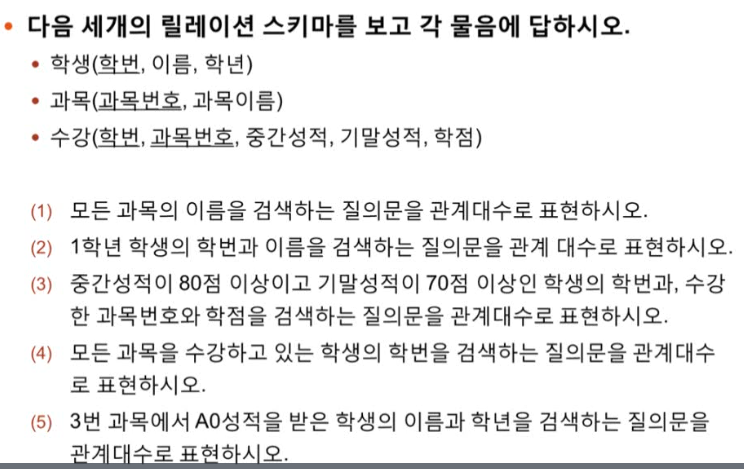 • 다음 세개의 릴레이션 스키마를 보고 각 물음에 답하시오.
• 학생(학번, 이름, 학년)
• 과목(과목번호, 과목이름)
• 수강(학번, 과목번호, 중간성적, 기말성적, 학점)
(1) 모든 과목의 이름을 검색하는 질의문을 관계대수로 표현하시오.
(2) 1학년 학생의 학번과 이름을 검색하는 질의문을 관계 대수로 표현하시오.
(3) 중간성적이 80점 이상이고 기말성적이 70점 이상인 학생의 학번과, 수강
한 과목번호와 학점을 검색하는 질의문을 관계대수로 표현하시오.
(4) 모든 과목을 수강하고 있는 학생의 학번을 검색하는 질의문을 관계대수
로 표현하시오.
(5) 3번 과목에서 A0성적을 받은 학생의 이름과 학년을 검색하는 질의문을
관계대수로 표현하시오.